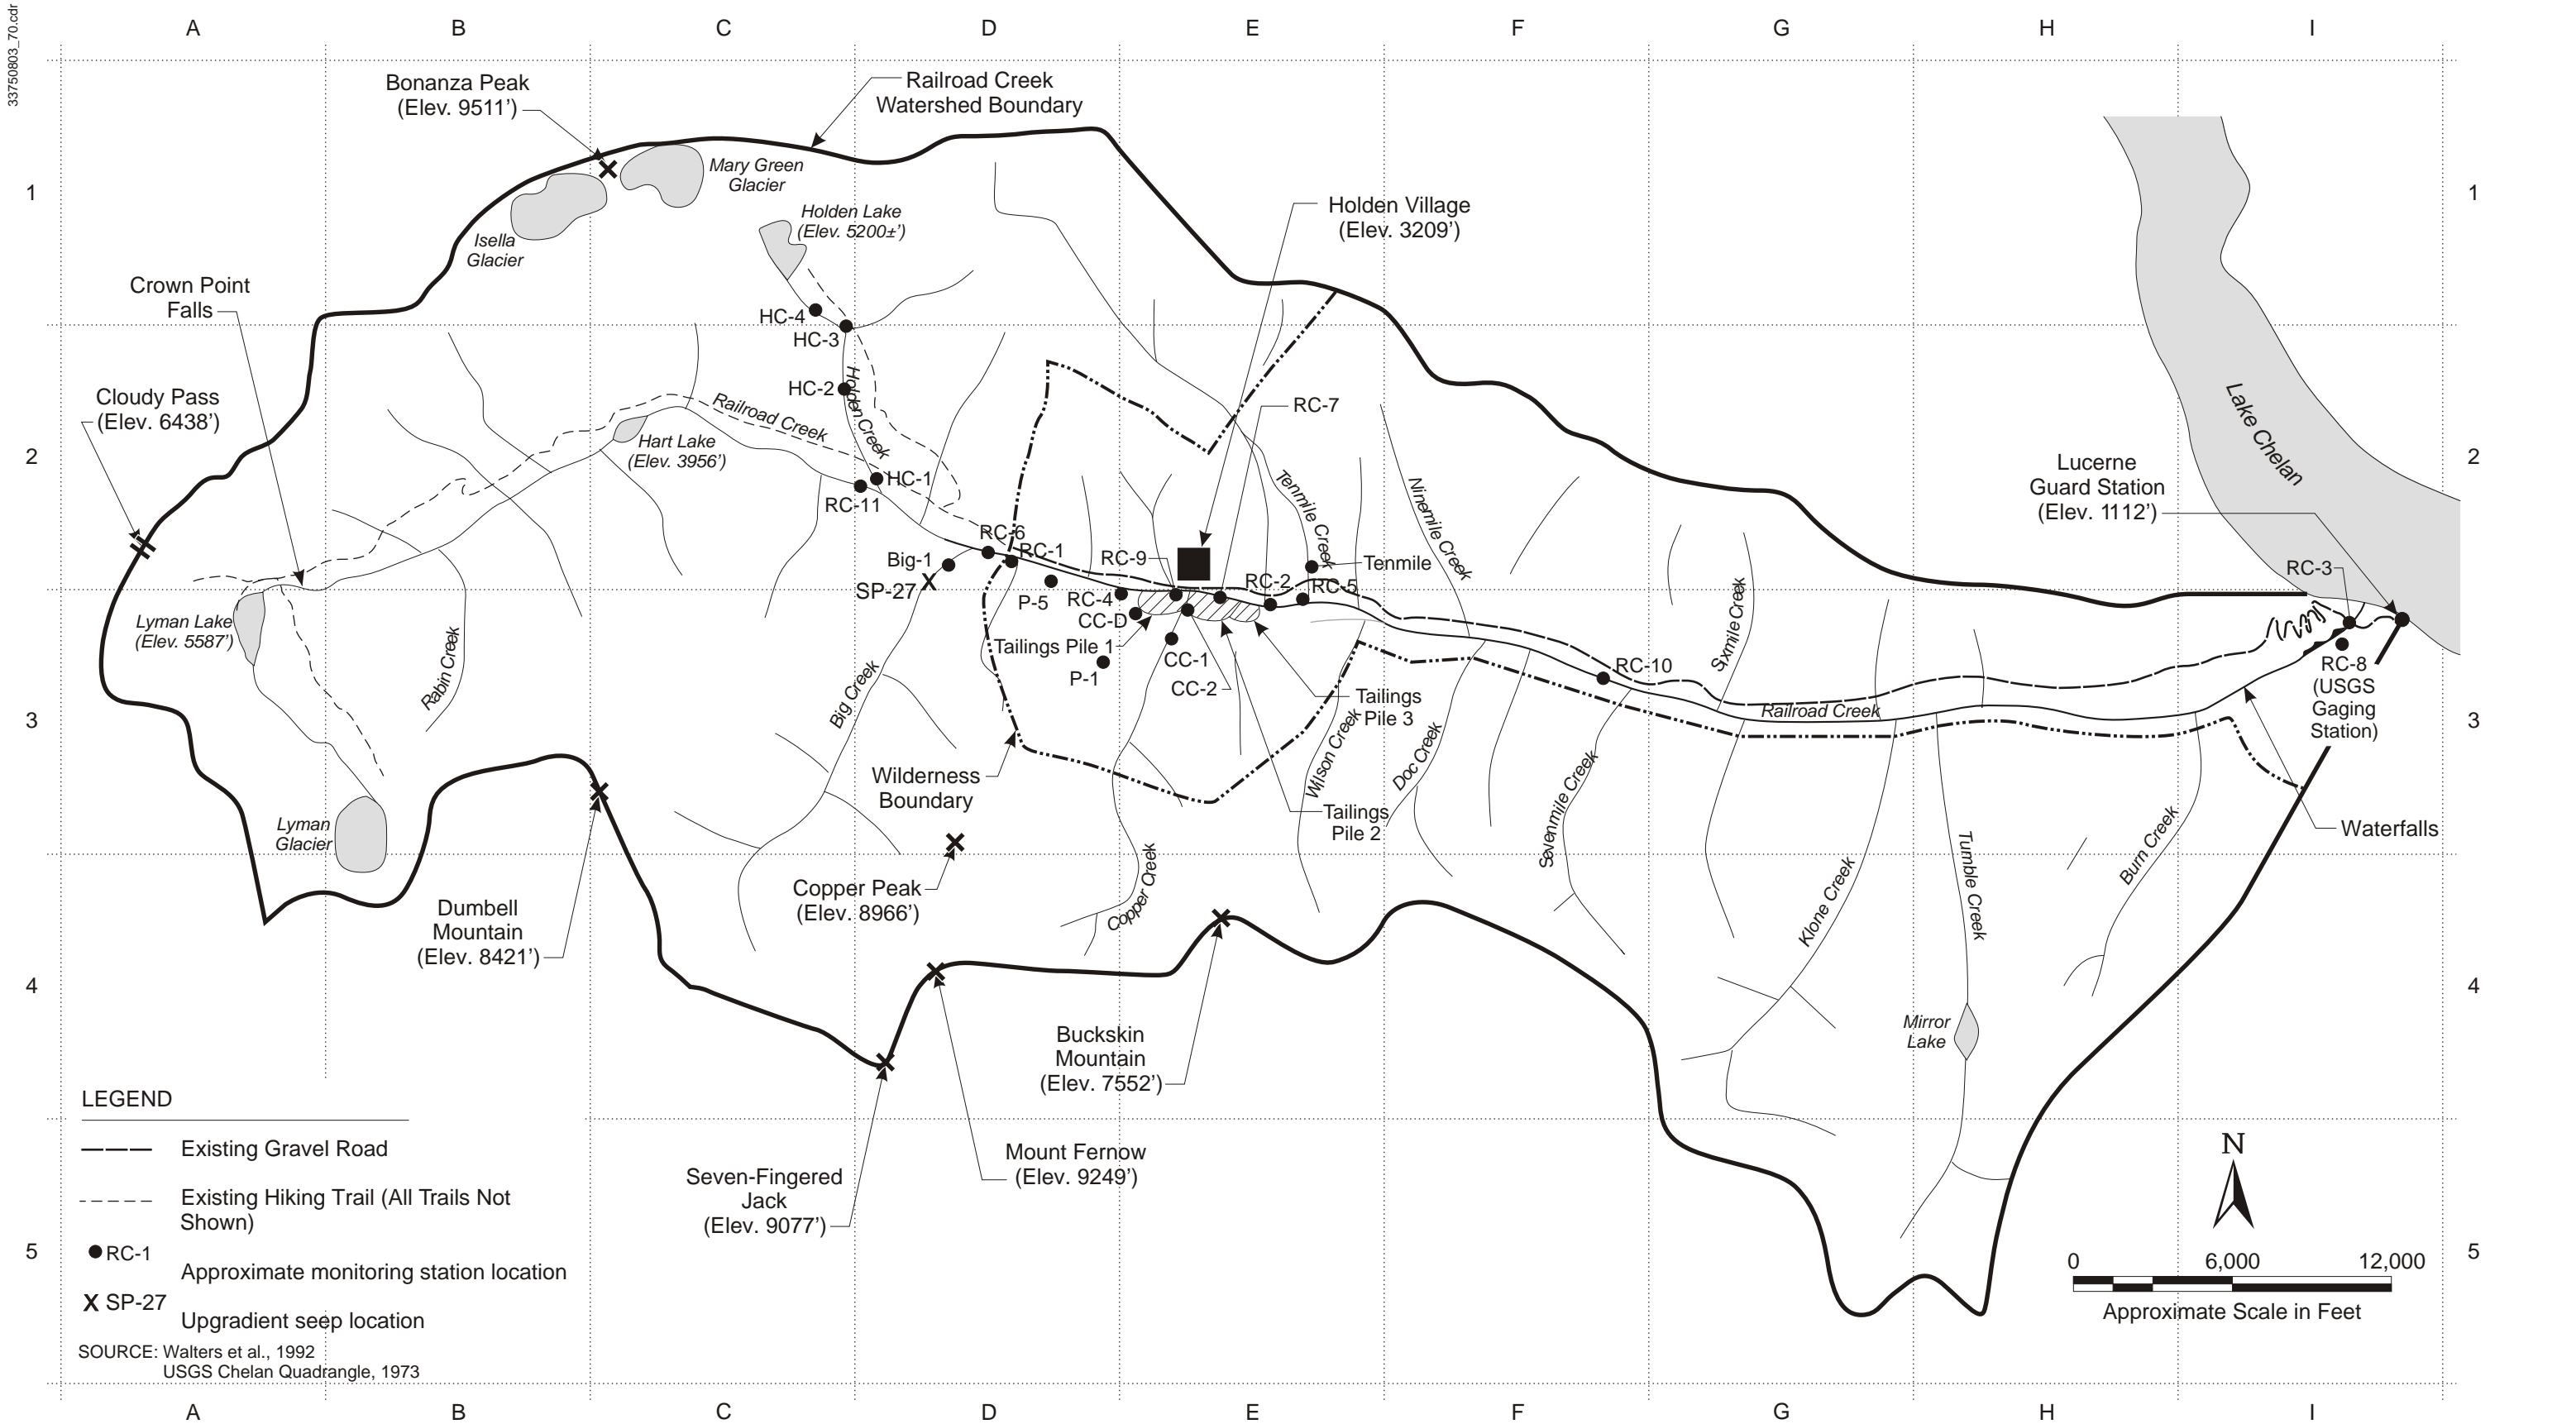 33750803_70.cdr
A B C D E F G H I
Bonanza Peak
(Elev. 9511’)
Railroad Creek
Watershed Boundary
Mary Green
Glacier
1
1
Holden Lake
(Elev. 5200±’)
Holden Village
(Elev. 3209’)
Isella
Glacier
Crown Point
Falls
HC-4
HC-3
HC-2
Holden Creek
Cloudy Pass
(Elev. 6438’)
Railroad Creek
Hart Lake
(Elev. 3956’)
RC-7
Lake Chelan
2
2
HC-1
RC-11
Tenmile Creek
Ninemile Creek
Lucerne
Guard Station
(Elev. 1112’)
RC-6
RC-1
Big-1
SP-27
RC-9
Tenmile
RC-2
RC-5
RC-3
P-5
RC-4
CC-D
Tailings Pile 1
Lyman Lake
(Elev. 5587’)
Rabin Creek
Big Creek
P-1
CC-1
CC-2
Sixmile Creek
RC-10
RC-8
(USGS
Gaging
Station)
Tailings
Pile 3
Railroad Creek
3
3
Wilson Creek
Doc Creek
Sevenmile Creek
Wilderness
Boundary
Tailings
Pile 2
Lyman
Glacier
Waterfalls
Copper Creek
Klone Creek
Tumble Creek
Burn Creek
Copper Peak
(Elev. 8966’)
Dumbell
Mountain
(Elev. 8421’)
4
4
Buckskin
Mountain
(Elev. 7552’)
Mirror
Lake
LEGEND
Existing Gravel Road
Existing Hiking Trail (All Trails Not
Shown)
RC-1
Approximate monitoring station location
X SP-27
Upgradient seep location
SOURCE: Walters et al., 1992
USGS Chelan Quadrangle, 1973
Mount Fernow
(Elev. 9249’)
Seven-Fingered
Jack
(Elev. 9077’)
N
5
5
0 6,000 12,000
Approximate Scale in Feet
A B C D E F G H I